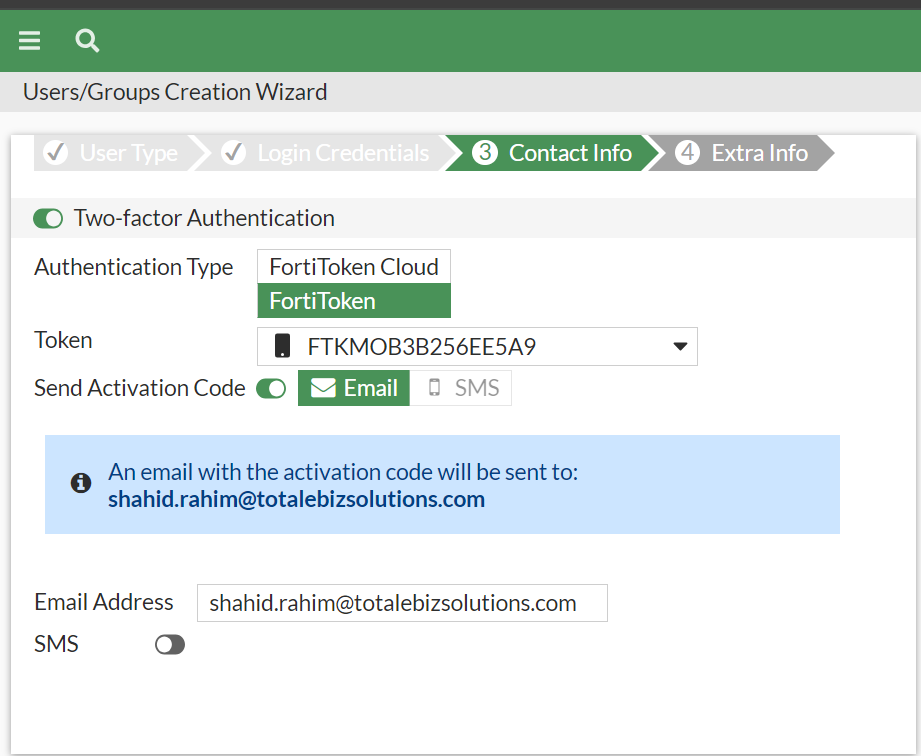 Users/Groups Creation Wizard
User Type
Login Credentials
3 Contact Info
4 Extra Info
Two-factor Authentication
Authentication Type
FortiToken Cloud
FortiToken
Token
FTKMOB3B256EE5A9
Send Activation Code
Email
SMS
An email with the activation code will be sent to:
shahid.rahim@totalebizsolutions.com
Email Address
shahid.rahim@totalebizsolutions.com
SMS